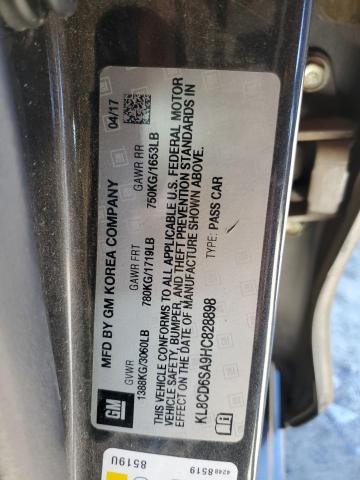 MFD BY GM KOREA COMPANY 04/17
GVWR GAWR FRT GAWR RR
1388KG/3060LB 780KG/1719LB 750KG/1653LB
THIS VEHICLE CONFORMS TO ALL APPLICABLE U.S. FEDERAL MOTOR
VEHICLE SAFETY, BUMPER, AND THEFT PREVENTION STANDARDS IN
EFFECT ON THE DATE OF MANUFACTURE SHOWN ABOVE.
KL8CD6SA9HC828898 TYPE: PASS CAR
GM
4248 8519
8519U